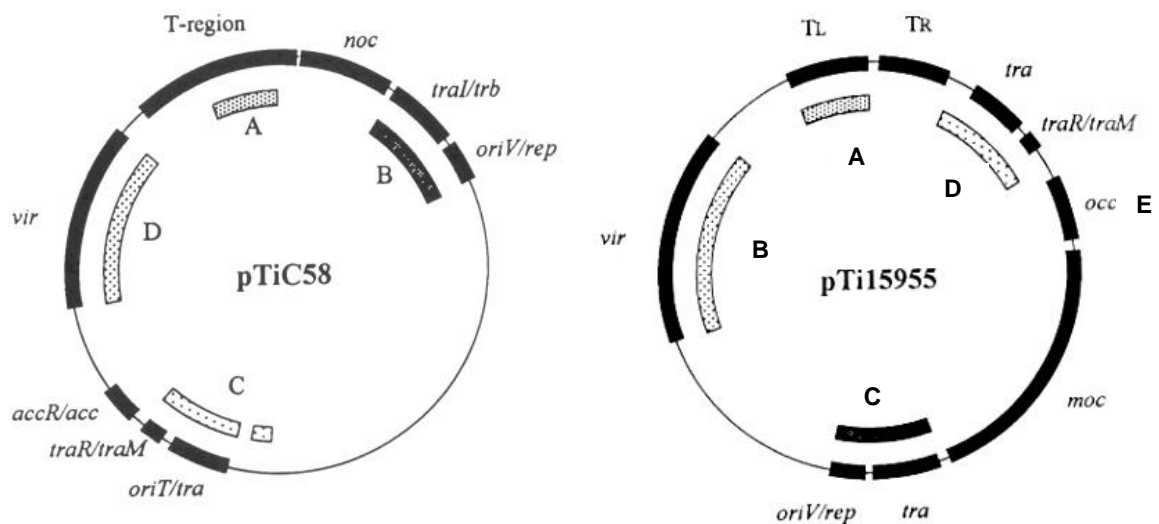 T-region
noc
traI/trb
oriV/rep
A
B
vir
D
pTiC58
C
accR/acc
traR/traM
oriT/tra
TL
TR
tra
traR/traM
A
D
occ E
vir
B
pTi15955
C
moc
oriV/rep
tra